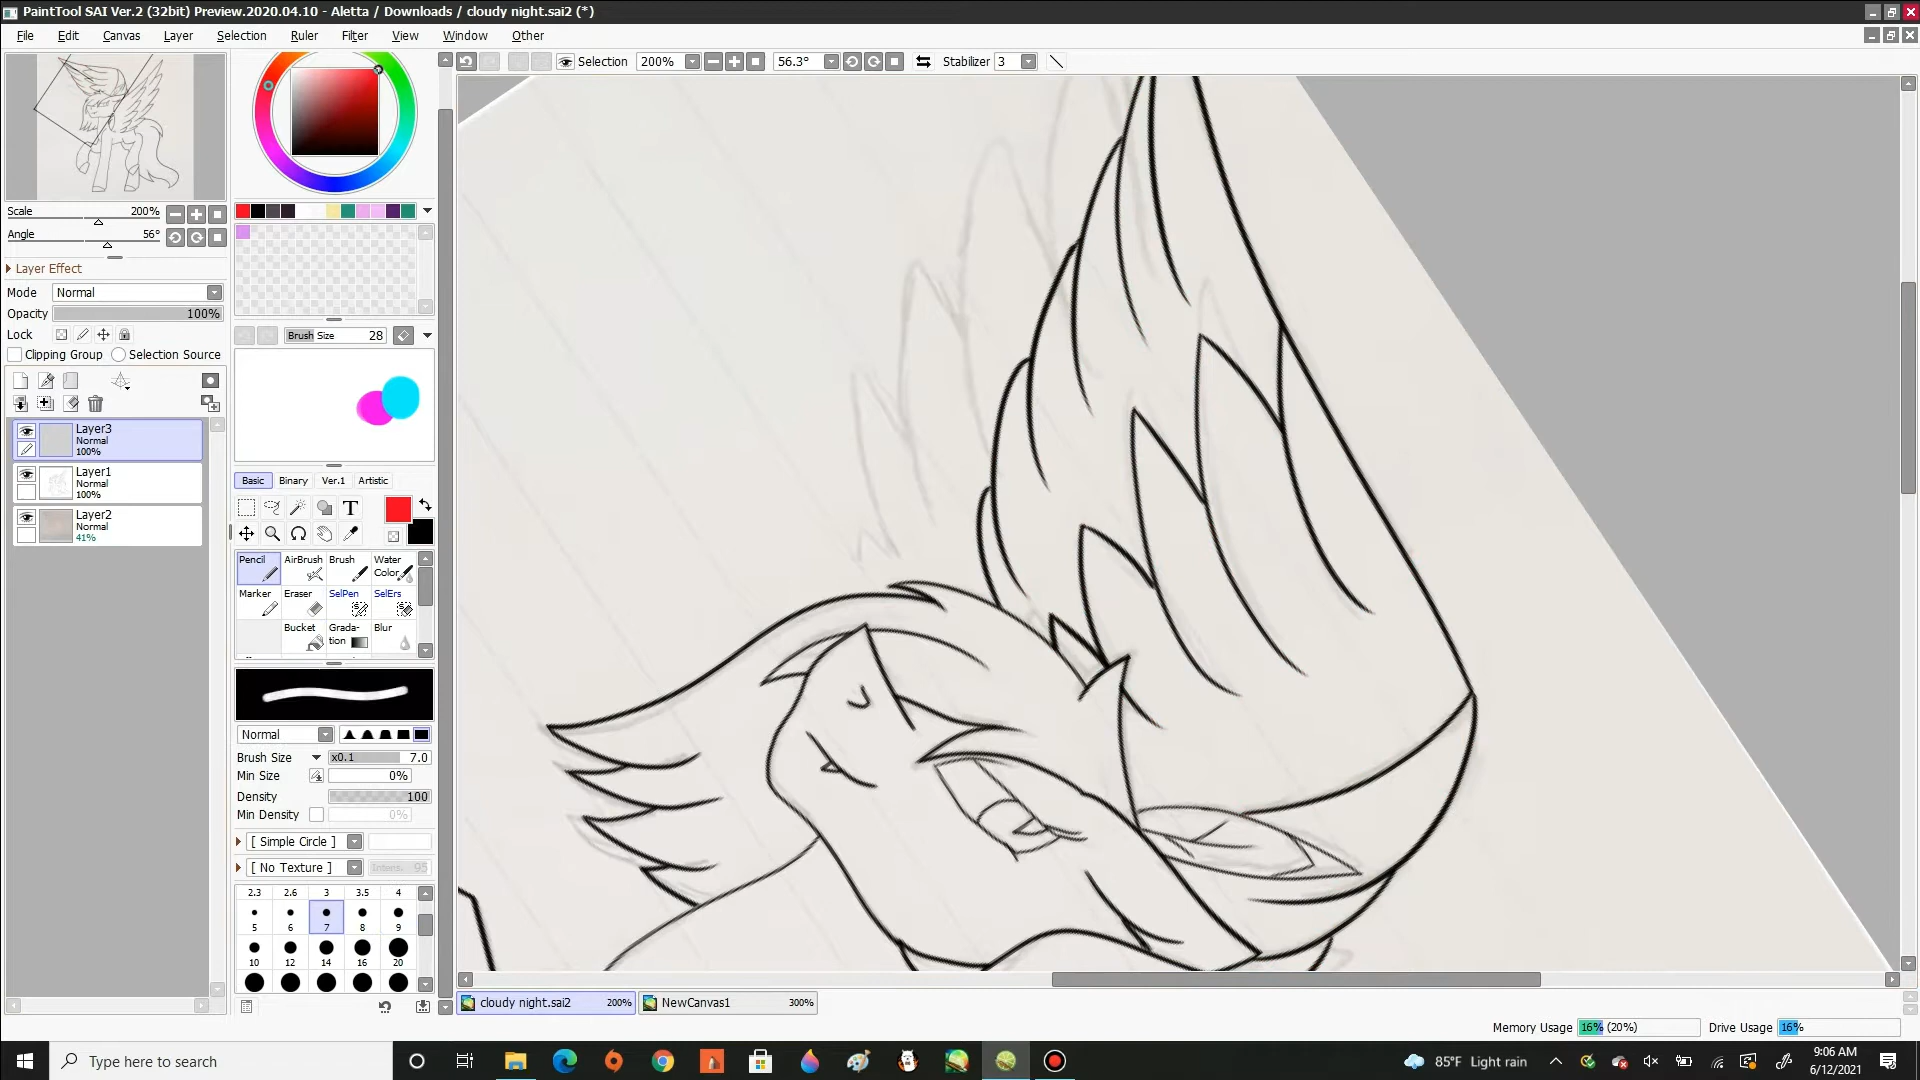 PaintTool SAI Ver.2 (32bit) Preview.2020.04.10 - Aletta / Downloads / cloudy night.sai2 (*)
File Edit Canvas Layer Selection Ruler Filter View Window Other
Selection 200% 56.3° Stabilizer 3
Scale 200%
Angle 56°
Layer Effect
Mode Normal
Opacity 100%
Lock
Clipping Group Selection Source
Layer3
Normal
100%
Layer1
Normal
100%
Layer2
Normal
41%
Brush Size 28
Basic Binary Ver.1 Artistic
T
Pencil AirBrush Brush Water Color
Marker Eraser SelPen SelErs
Bucket Grada-tion Blur
Normal
Brush Size x0.1 7.0
Min Size 0%
Density 100
Min Density 0%
[ Simple Circle ]
[ No Texture ] Intens. 95
2.3 2.6 3 3.5 4
5 6 7 8 9
10 12 14 16 20
cloudy night.sai2 200% NewCanvas1 300%
Memory Usage 16% (20%) Drive Usage 16%
Type here to search
85°F Light rain
9:06 AM
6/12/2021